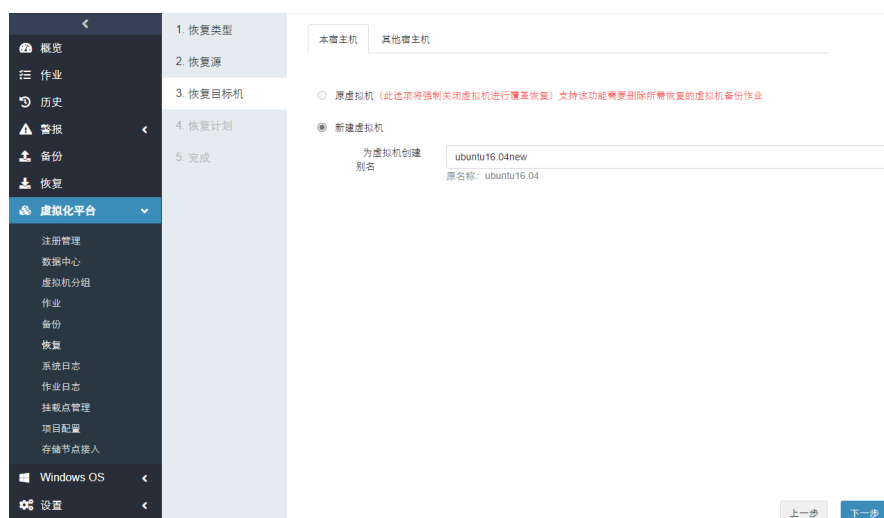 概览
作业
历史
警报
备份
恢复
虚拟化平台
注册管理
数据中心
虚拟机分组
作业
备份
恢复
系统日志
作业日志
挂载点管理
项目配置
存储节点接入
Windows OS
设置
1. 恢复类型
2. 恢复源
3. 恢复目标机
4. 恢复计划
5. 完成
本宿主机 其他宿主机
原虚拟机（此选项将强制关闭虚拟机进行覆盖恢复）支持该功能需要删除所需恢复的虚拟机备份作业
新建虚拟机
为虚拟机创建
别名
ubuntu16.04new
原名称：ubuntu16.04
上一步 下一步